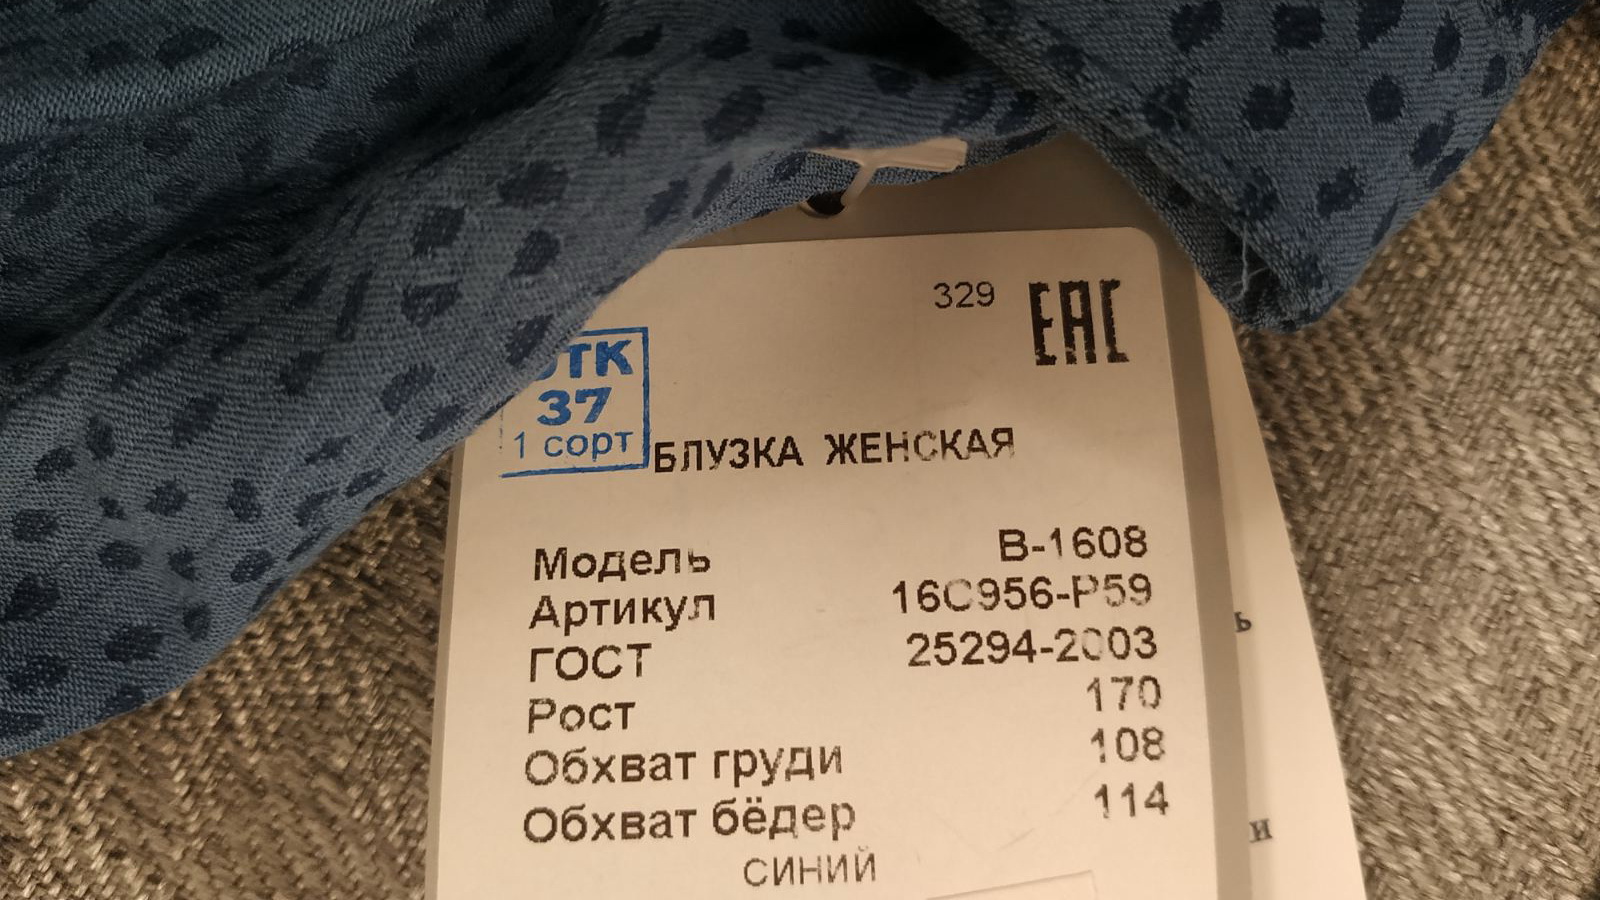 329
EAC
ОТК
37
1 сорт
БЛУЗКА ЖЕНСКАЯ
Модель В-1608
Артикул 16С956-Р59
ГОСТ 25294-2003
Рост 170
Обхват груди 108
Обхват бёдер 114
СИНИЙ